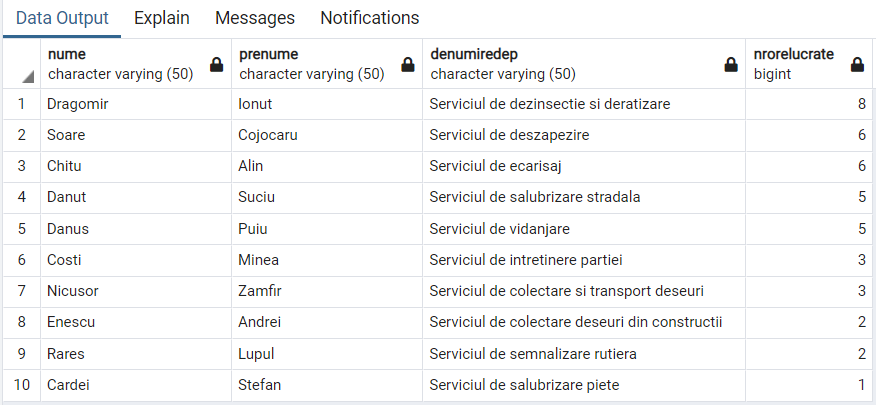 Data Output Explain Messages Notifications
nume prenume denumiredep nrorelucrate
character varying (50) character varying (50) character varying (50) bigint
1 Dragomir Ionut Serviciul de dezinsectie si deratizare 8
2 Soare Cojocaru Serviciul de deszapezire 6
3 Chitu Alin Serviciul de ecarisaj 6
4 Danut Suciu Serviciul de salubrizare stradala 5
5 Danus Puiu Serviciul de vidanjare 5
6 Costi Minea Serviciul de intretinere partiei 3
7 Nicusor Zamfir Serviciul de colectare si transport deseuri 3
8 Enescu Andrei Serviciul de colectare deseuri din constructii 2
9 Rares Lupul Serviciul de semnalizare rutiera 2
10 Cardei Stefan Serviciul de salubrizare piete 1